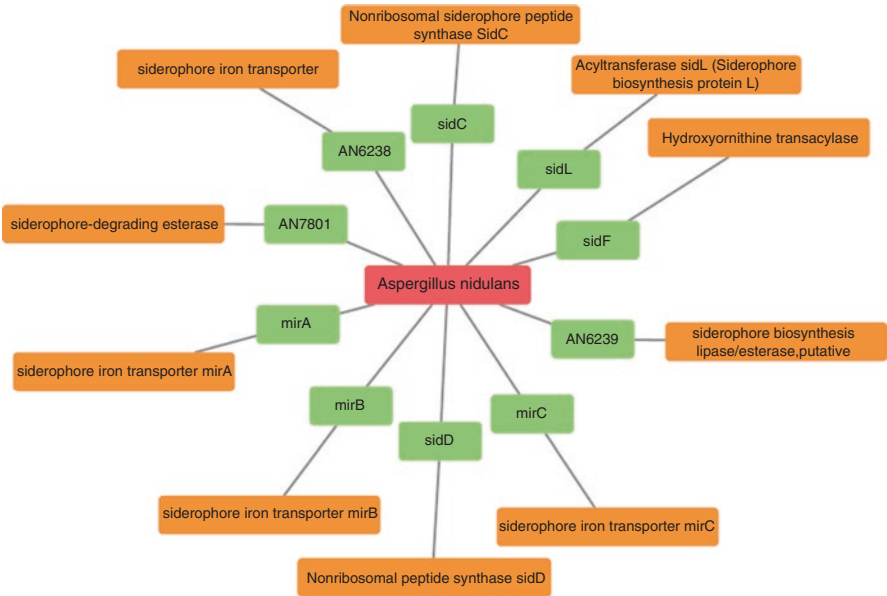 Nonribosomal siderophore peptide
synthase SidC
siderophore iron transporter
Acyltransferase sidL (Siderophore
biosynthesis protein L)
sidC
Hydroxyornithine transacylase
AN6238
sidL
siderophore-degrading esterase
AN7801
sidF
Aspergillus nidulans
mirA
AN6239
siderophore biosynthesis
lipase/esterase,putative
siderophore iron transporter mirA
mirB
mirC
sidD
siderophore iron transporter mirB
siderophore iron transporter mirC
Nonribosomal peptide synthase sidD